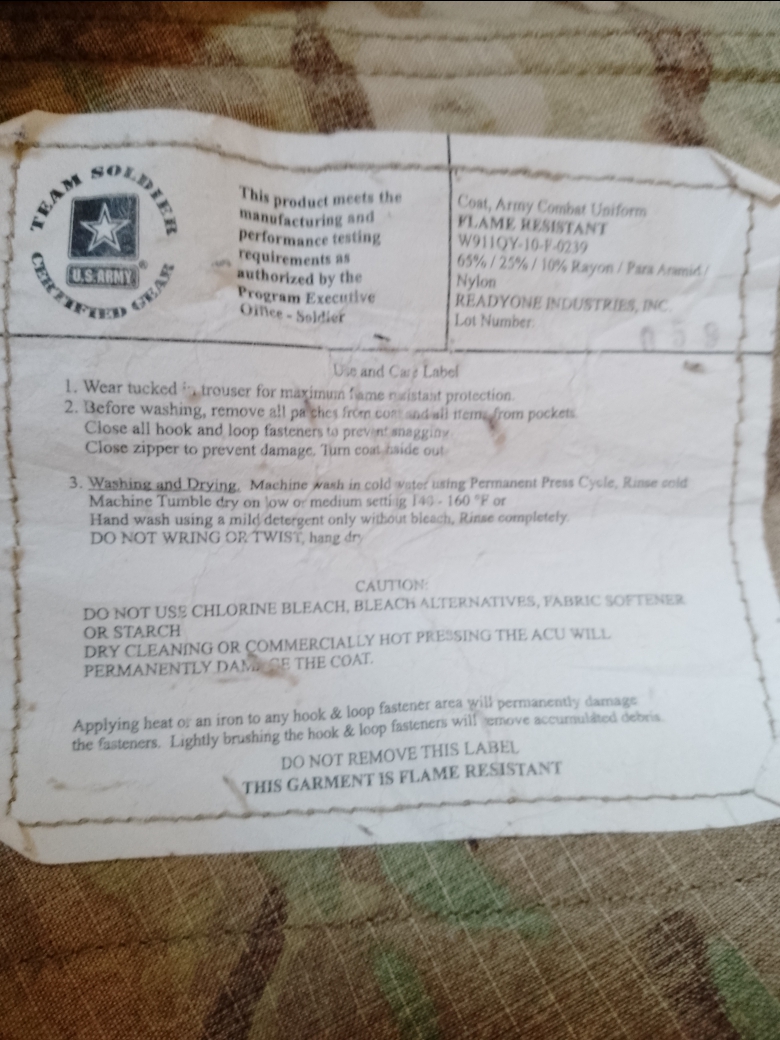 TEAM SOLDIER
U.S.ARMY
CERTIFIED GEAR
This product meets the
manufacturing and
performance testing
requirements as
authorized by the
Program Executive
Office - Soldier
Coat, Army Combat Uniform
FLAME RESISTANT
W911QY-10-F-0239
65% / 25% / 10% Rayon / Para Aramid /
Nylon
READYONE INDUSTRIES, INC.
Lot Number.
059
Use and Care Label
1. Wear tucked in trouser for maximum flame resistant protection.
2. Before washing, remove all patches from coat and all items from pockets.
Close all hook and loop fasteners to prevent snagging.
Close zipper to prevent damage. Turn coat inside out.
3. Washing and Drying. Machine wash in cold water using Permanent Press Cycle, Rinse cold
Machine Tumble dry on low or medium setting 140 - 160 °F or
Hand wash using a mild detergent only without bleach, Rinse completely.
DO NOT WRING OR TWIST, hang dry
CAUTION:
DO NOT USE CHLORINE BLEACH, BLEACH ALTERNATIVES, FABRIC SOFTENER
OR STARCH
DRY CLEANING OR COMMERCIALLY HOT PRESSING THE ACU WILL
PERMANENTLY DAMAGE THE COAT.
Applying heat or an iron to any hook & loop fastener area will permanently damage
the fasteners. Lightly brushing the hook & loop fasteners will remove accumulated debris.
DO NOT REMOVE THIS LABEL
THIS GARMENT IS FLAME RESISTANT